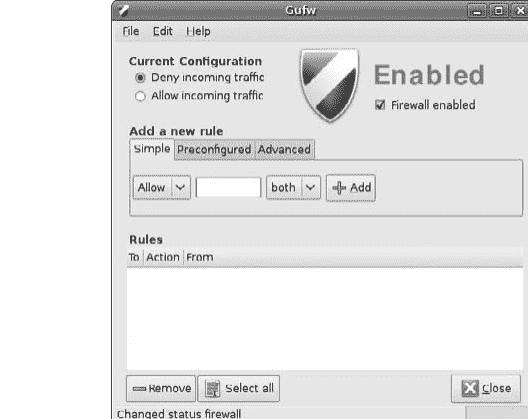 Gufw
File Edit Help
Current Configuration
Deny incoming traffic
Allow incoming traffic
Enabled
Firewall enabled
Add a new rule
Simple Preconfigured Advanced
Allow both Add
Rules
To Action From
Remove Select all Close
Changed status firewall